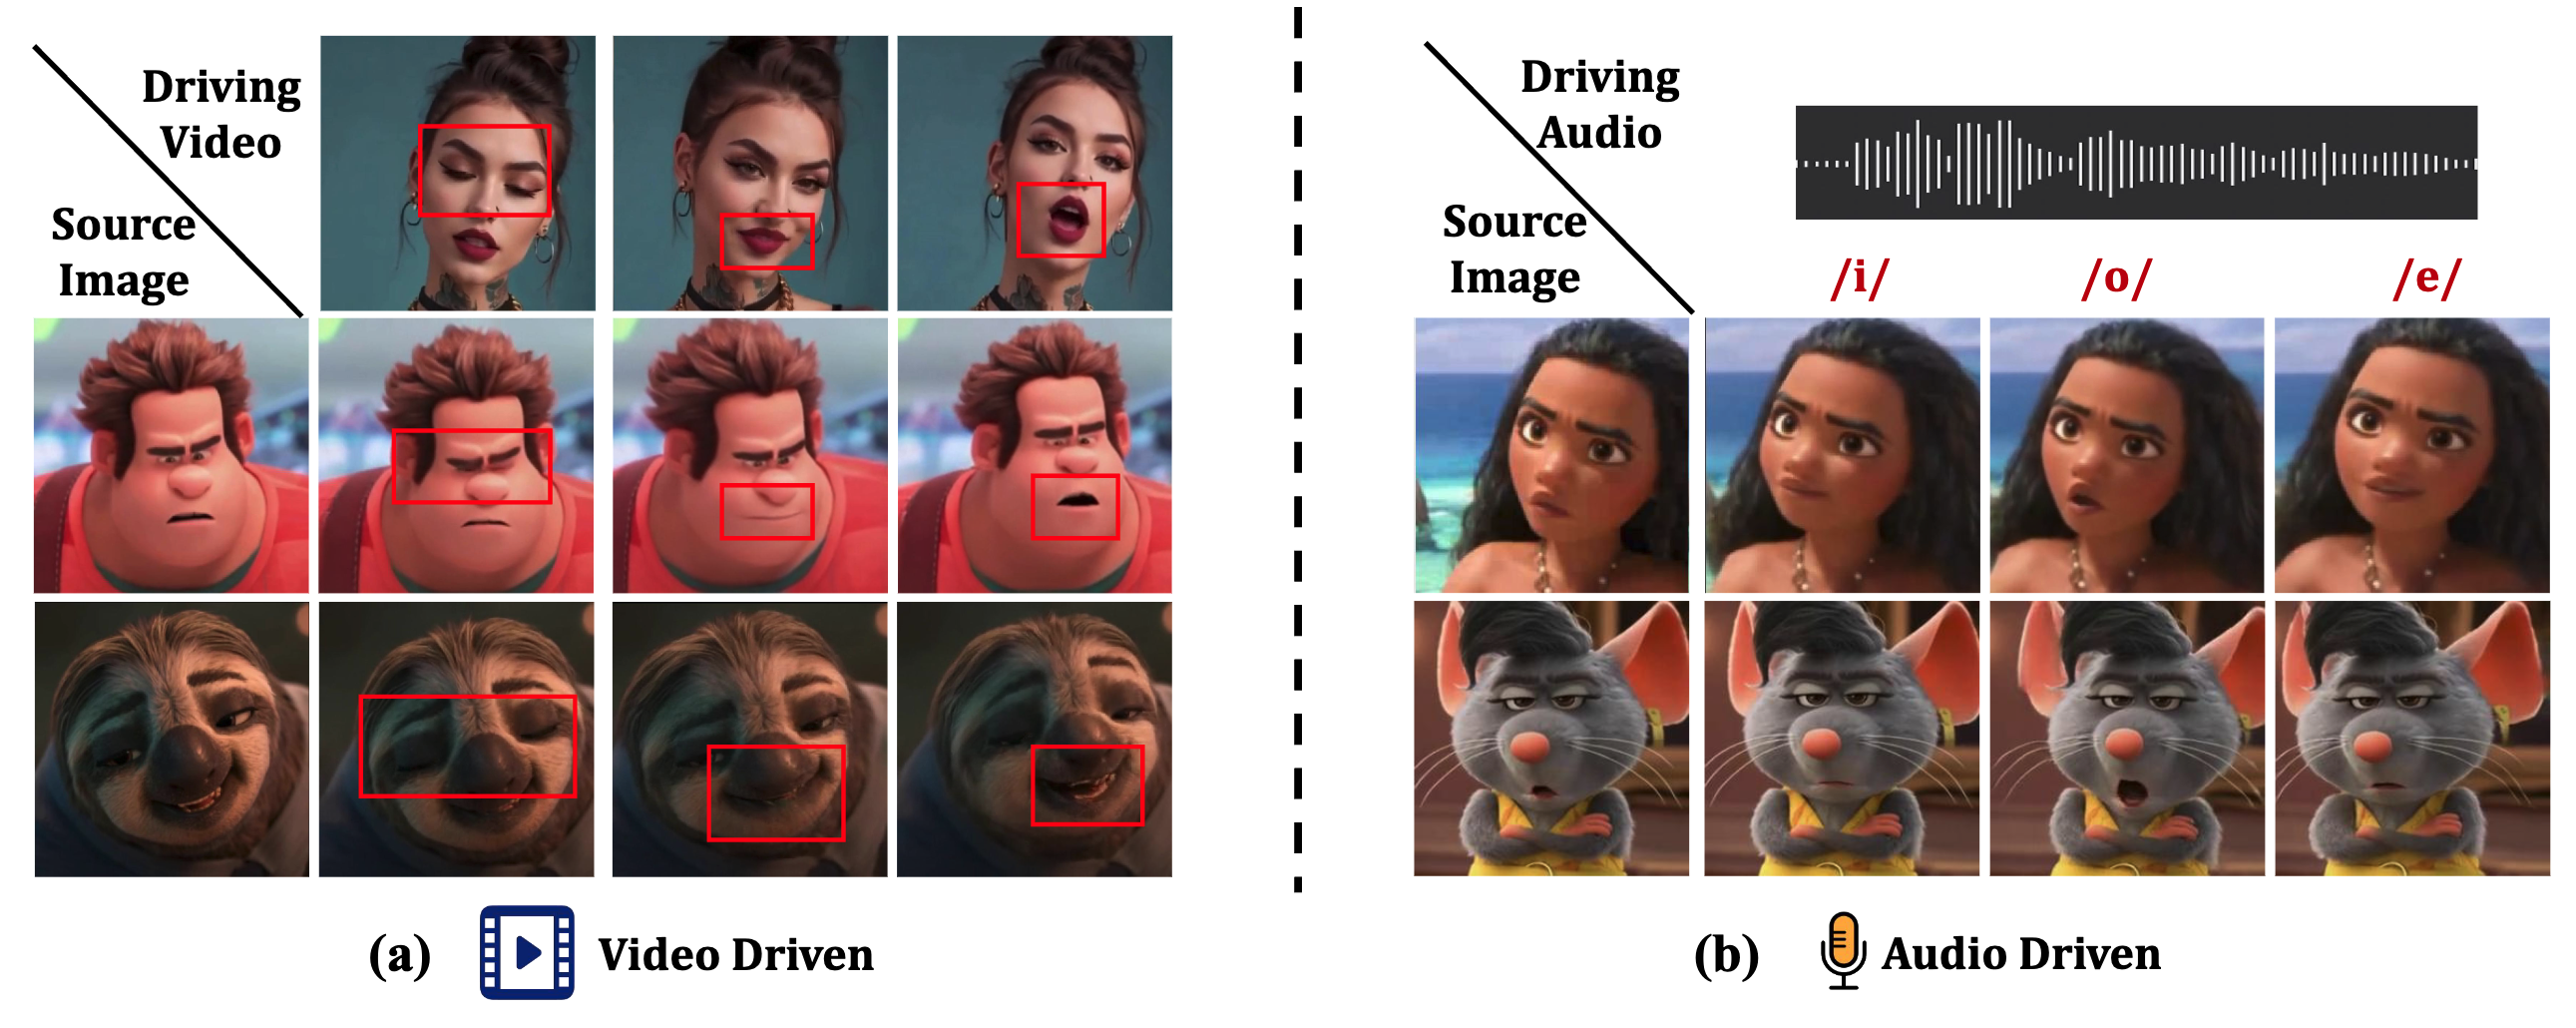 Driving
Video
Source
Image
(a)
Video Driven
Driving
Audio
Source
Image
/i/
/o/
/e/
(b)
Audio Driven